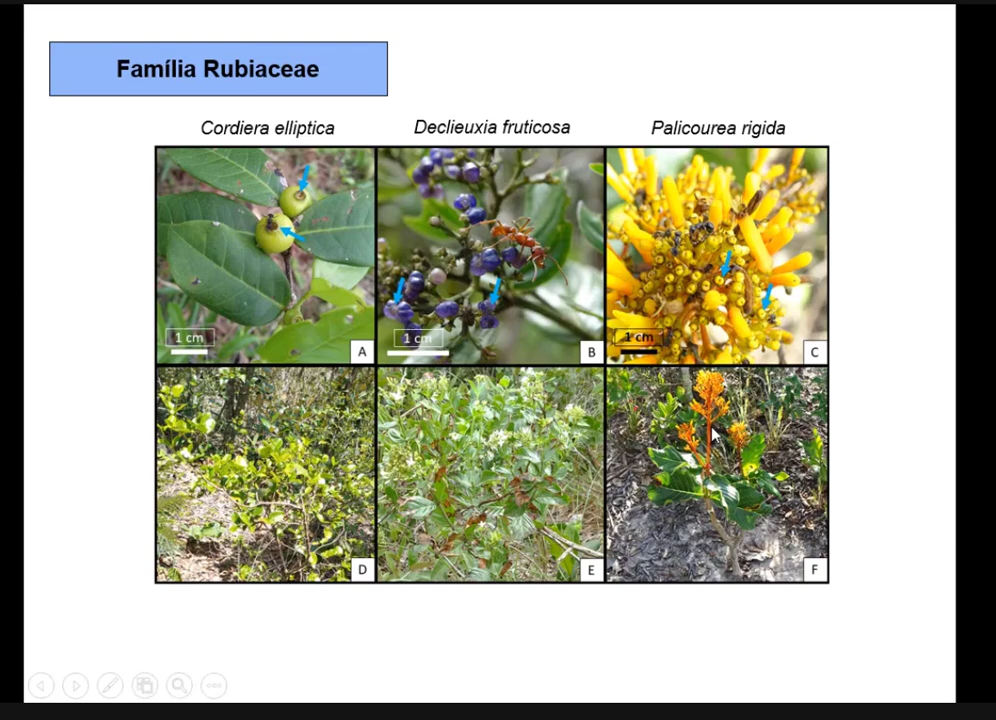 Família Rubiaceae
Cordiera elliptica
Declieuxia fruticosa
Palicourea rigida
1 cm
A
1 cm
B
1 cm
C
D
E
F